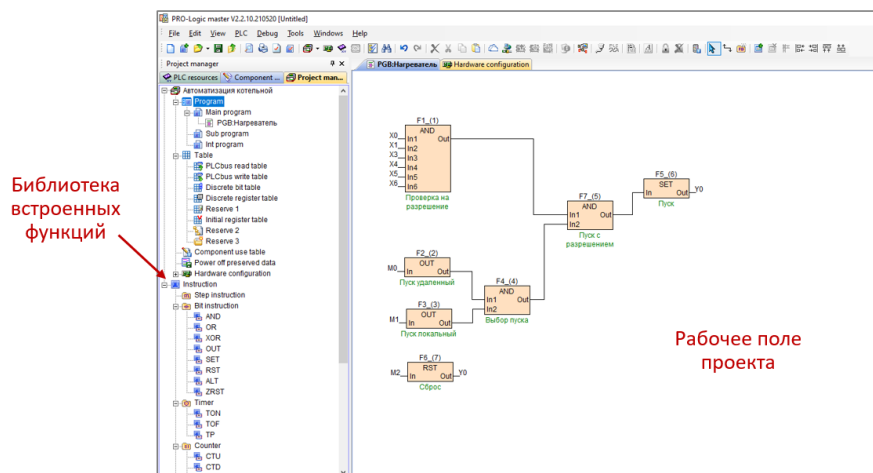 PRO-Logic master V2.2.10.210520 [Untitled]
File Edit View PLC Debug Tools Windows Help
Project manager
PLC resources Component ... Project man...
PGB:Нагреватель Hardware configuration
Автоматизация котельной
Program
Main program
PGB:Нагреватель
Sub program
Int program
Table
PLCbus read table
PLCbus write table
Discrete bit table
Discrete register table
Reserve 1
Initial register table
Reserve 2
Reserve 3
Component use table
Power off preserved data
Hardware configuration
Instruction
Step instruction
Bit instruction
AND
OR
XOR
OUT
SET
RST
ALT
ZRST
Timer
TON
TOF
TP
Counter
CTU
CTD
Библиотека
встроенных
функций
F1_(1)
AND
X0 In1 Out
X1 In2
X2 In3
X3 In4
X4 In5
X5 In6
X6
Проверка на
разрешение
F2_(2)
OUT
M0 In Out
Пуск удаленный
F3_(3)
OUT
M1 In Out
Пуск локальный
F4_(4)
AND
In1 Out
In2
Выбор пуска
F7_(5)
AND
In1 Out
In2
Пуск с
разрешением
F5_(6)
SET
In Out Y0
Пуск
F6_(7)
RST
M2 In Out Y0
Сброс
Рабочее поле
проекта